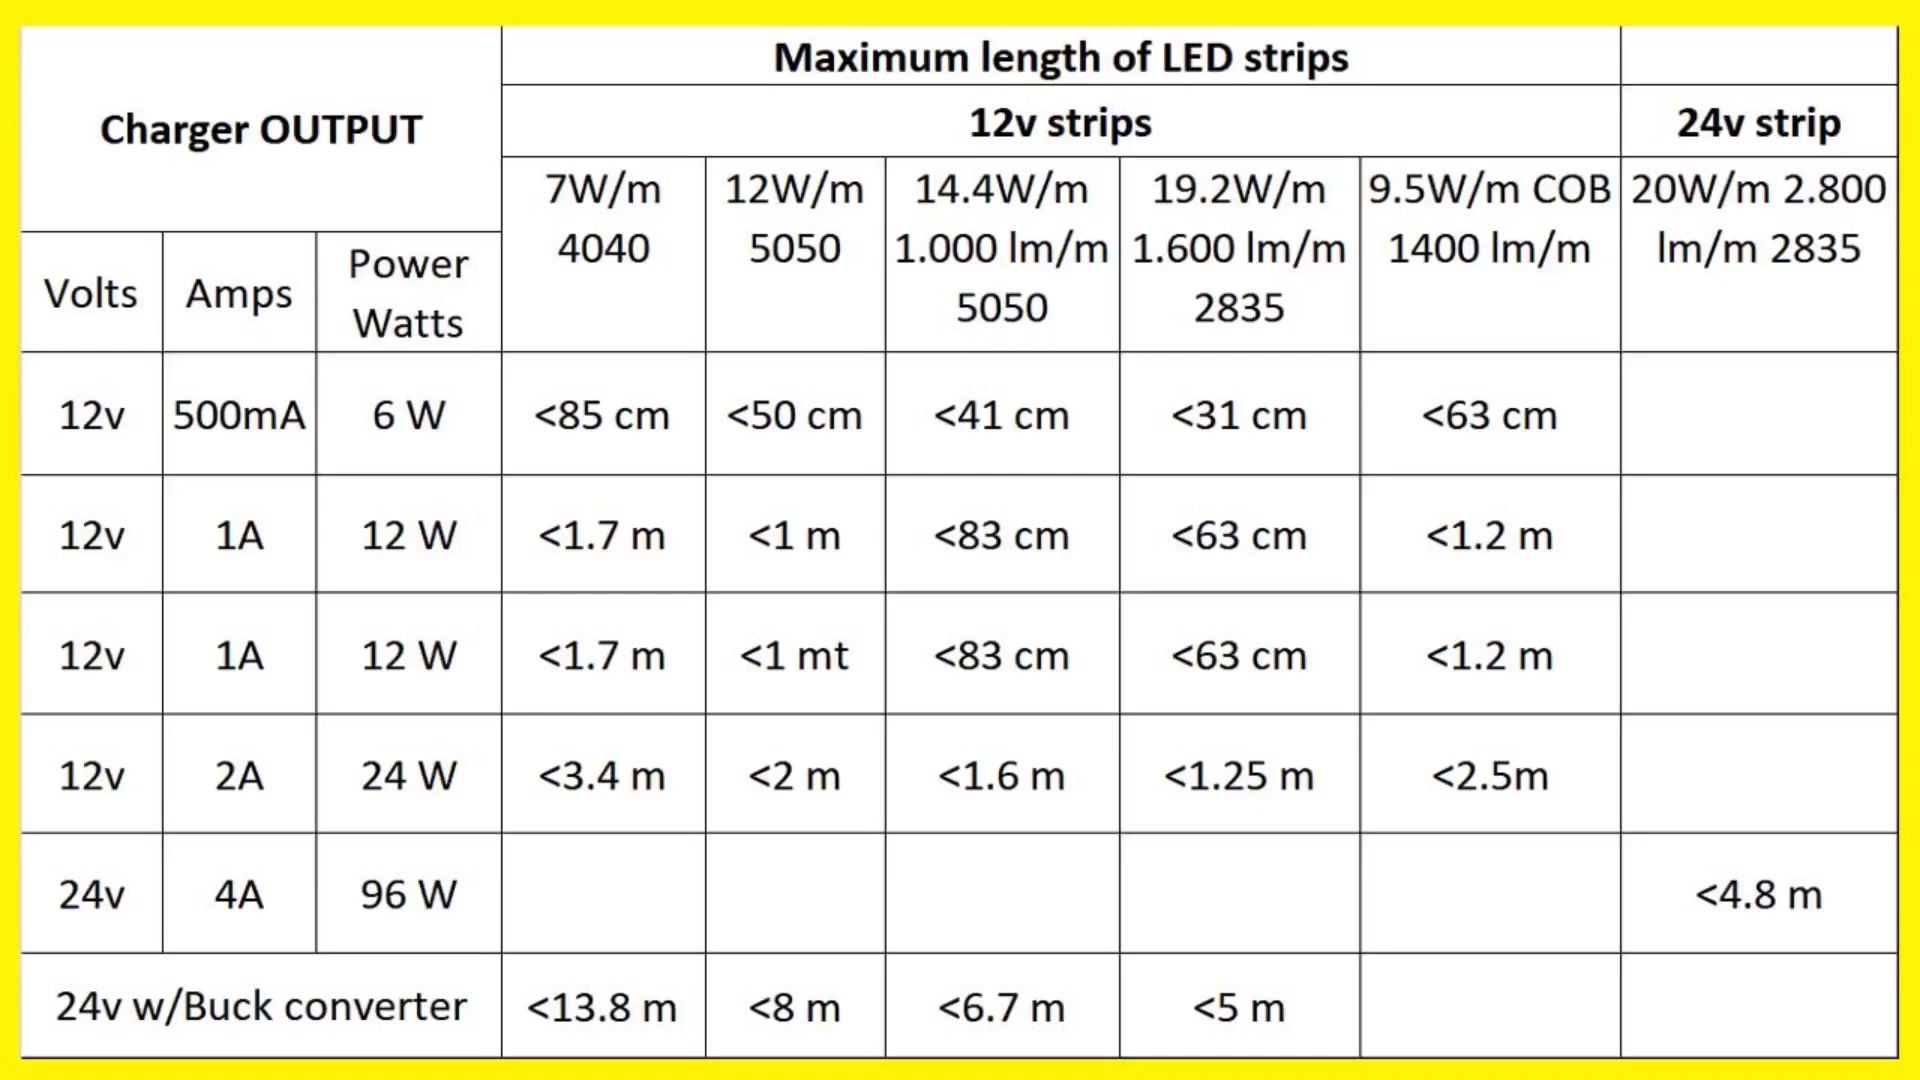 Maximum length of LED strips
Charger OUTPUT
12v strips
24v strip
7W/m
4040
12W/m
5050
14.4W/m
1.000 lm/m
5050
19.2W/m
1.600 lm/m
2835
9.5W/m COB
1400 lm/m
20W/m 2.800
lm/m 2835
Volts
Amps
Power
Watts
12v 500mA 6 W <85 cm <50 cm <41 cm <31 cm <63 cm
12v 1A 12 W <1.7 m <1 m <83 cm <63 cm <1.2 m
12v 1A 12 W <1.7 m <1 mt <83 cm <63 cm <1.2 m
12v 2A 24 W <3.4 m <2 m <1.6 m <1.25 m <2.5m
24v 4A 96 W <4.8 m
24v w/Buck converter <13.8 m <8 m <6.7 m <5 m